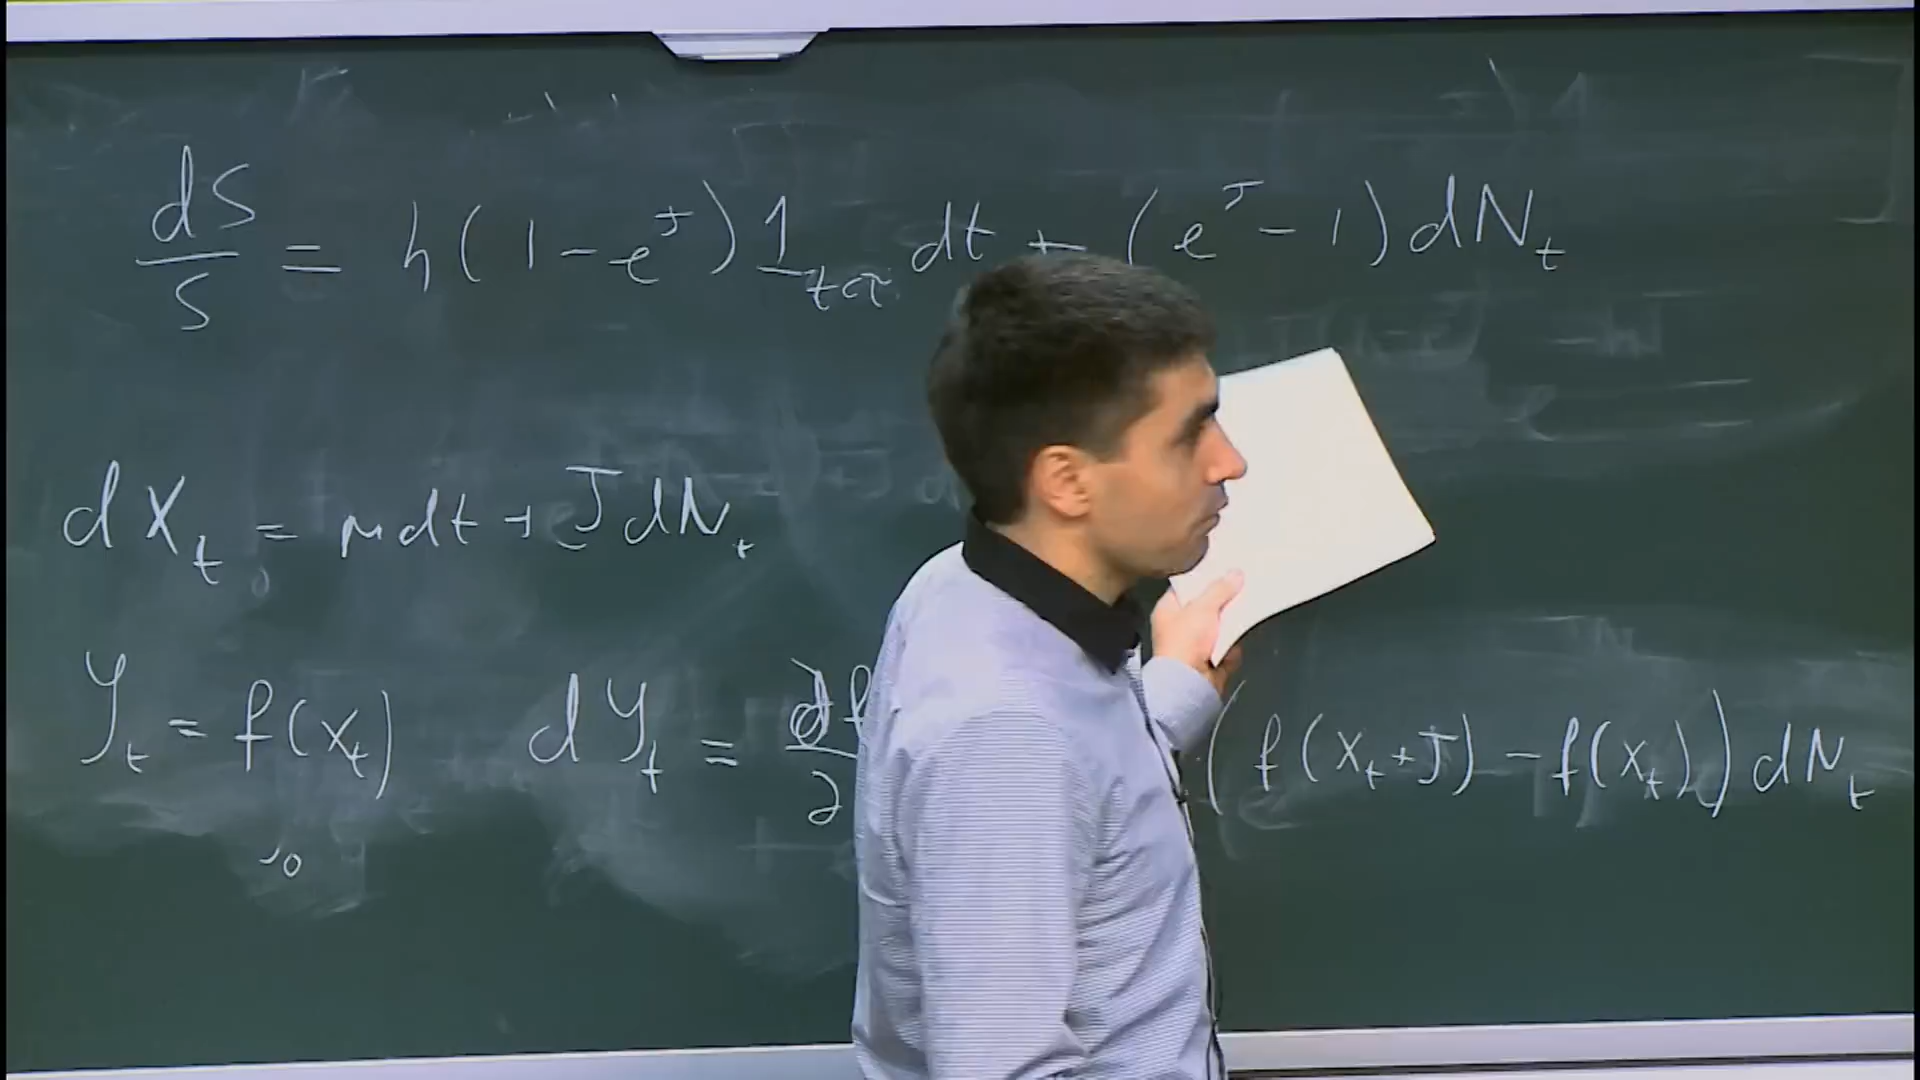 dS/S = h(1-e^J) 1_{t<τ} dt + (e^J - 1) dN_t
dX_t = μdt + J dN_t
Y_t = f(X_t) dY_t = ∂f/∂ (f(X_t+J) - f(X_t)) dN_t